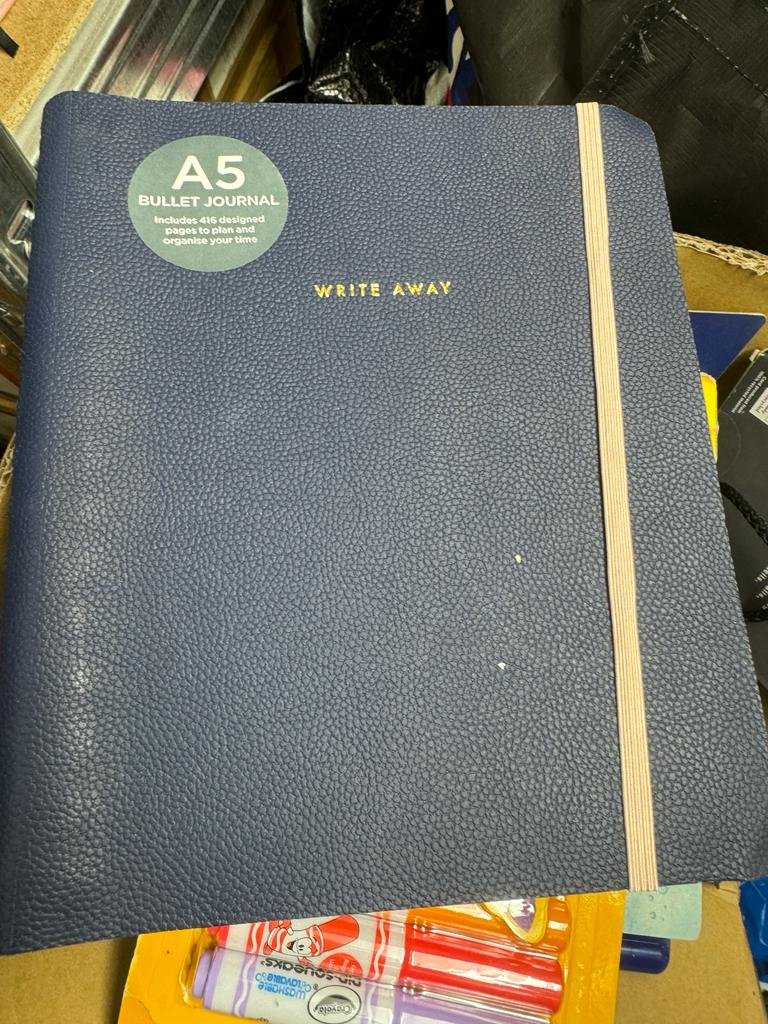 A5
BULLET JOURNAL
Includes 416 designed
pages to plan and
organise your time
WRITE AWAY
PIP-SQUEAKS
WASHABLE
Crayola